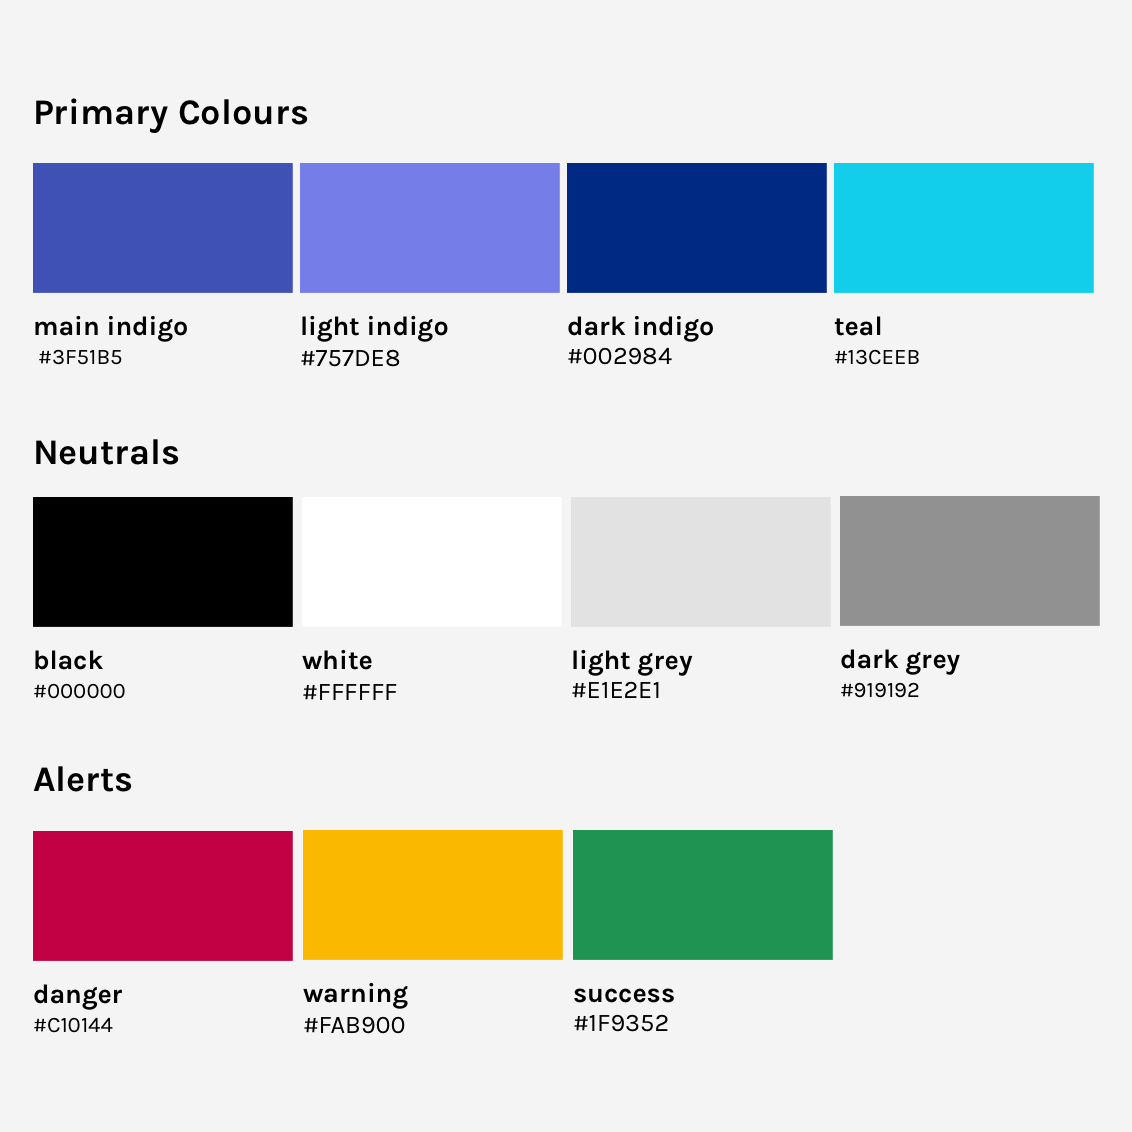 Primary Colours
main indigo
#3F51B5
light indigo
#757DE8
dark indigo
#002984
teal
#13CEEB
Neutrals
black
#000000
white
#FFFFFF
light grey
#E1E2E1
dark grey
#919192
Alerts
danger
#C10144
warning
#FAB900
success
#1F9352